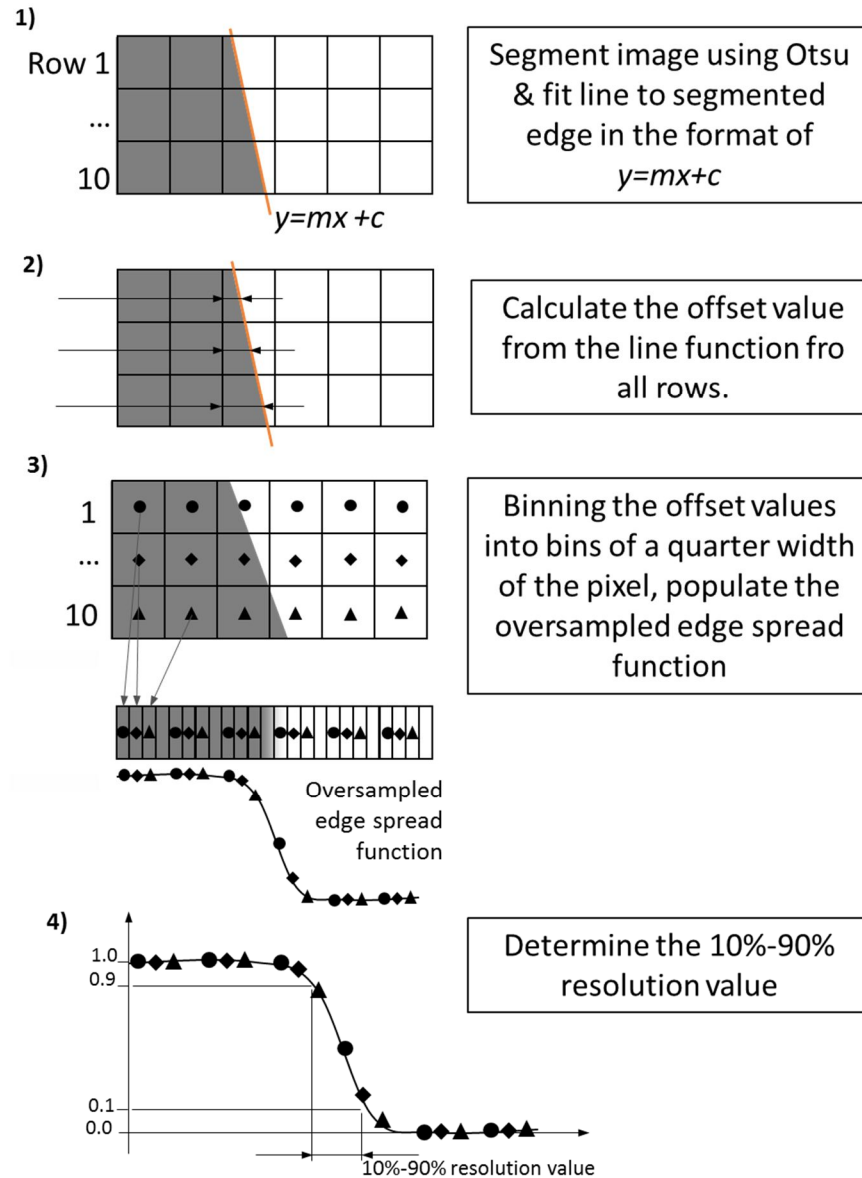 1)
Row 1
...
10
y=mx +c
Segment image using Otsu
& fit line to segmented
edge in the format of
y=mx+c
2)
Calculate the offset value
from the line function fro
all rows.
3)
1
...
10
Binning the offset values
into bins of a quarter width
of the pixel, populate the
oversampled edge spread
function
Oversampled
edge spread
function
4)
1.0
0.9
0.1
0.0
10%-90% resolution value
Determine the 10%-90%
resolution value